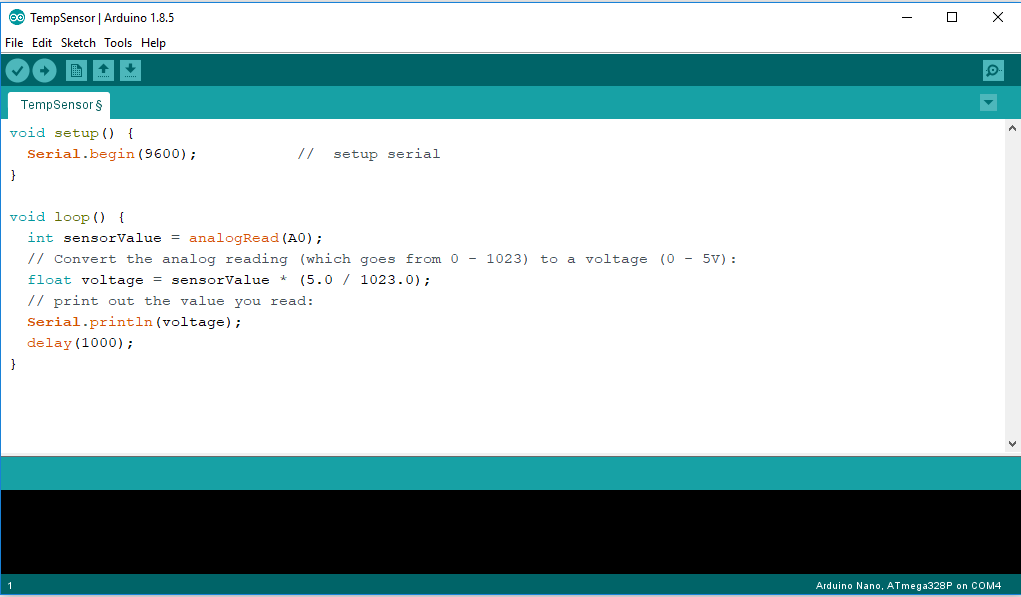 TempSensor | Arduino 1.8.5
File Edit Sketch Tools Help
TempSensor §
void setup() {
  Serial.begin(9600);           //  setup serial
}
void loop() {
  int sensorValue = analogRead(A0);
  // Convert the analog reading (which goes from 0 - 1023) to a voltage (0 - 5V):
  float voltage = sensorValue * (5.0 / 1023.0);
  // print out the value you read:
  Serial.println(voltage);
  delay(1000);
}
1
Arduino Nano, ATmega328P on COM4